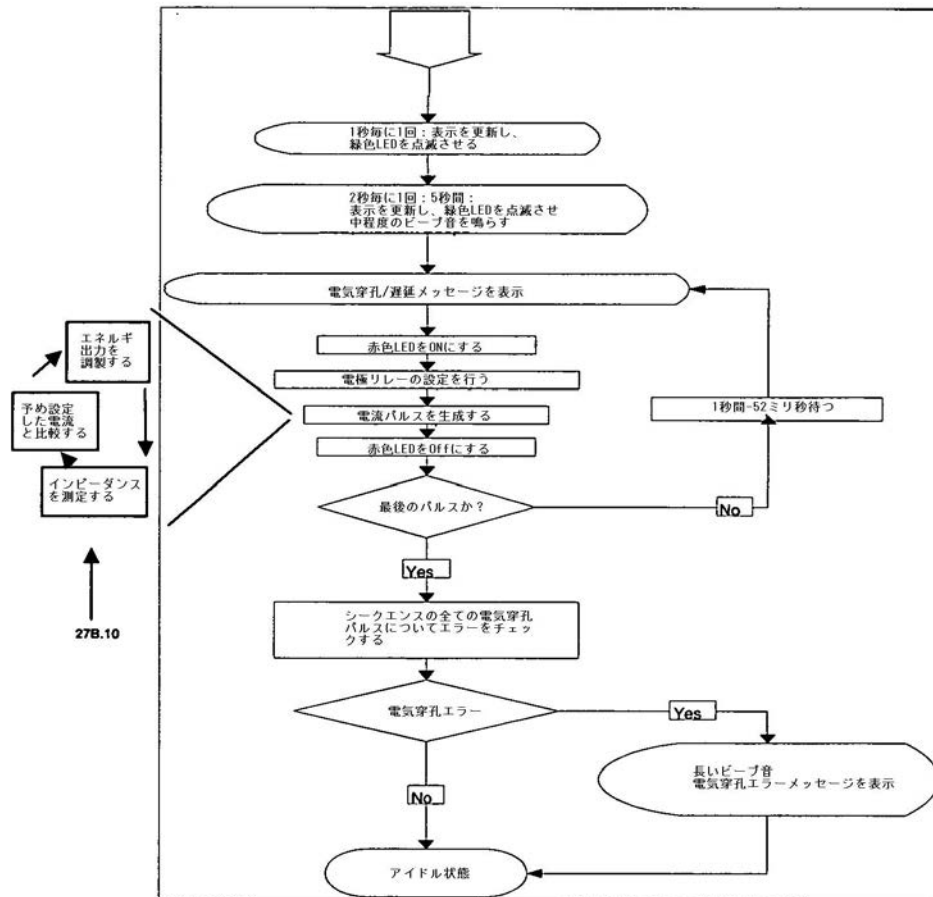 1秒毎に1回：表示を更新し、
緑色LEDを点滅させる
2秒毎に1回：5秒間：
表示を更新し、緑色LEDを点滅させ
中程度のビープ音を鳴らす
電気穿孔/遅延メッセージを表示
エネルギ
出力を
調製する
予め設定
した電流
と比較する
インピーダンス
を測定する
27B.10
赤色LEDをONにする
電極リレーの設定を行う
電流パルスを生成する
赤色LEDをOffにする
1秒間-52ミリ秒待つ
最後のパルスか？
No
Yes
シークエンスの全ての電気穿孔
パルスについてエラーをチェッ
クする
電気穿孔エラー
Yes
長いビープ音
電気穿孔エラーメッセージを表示
No
アイドル状態